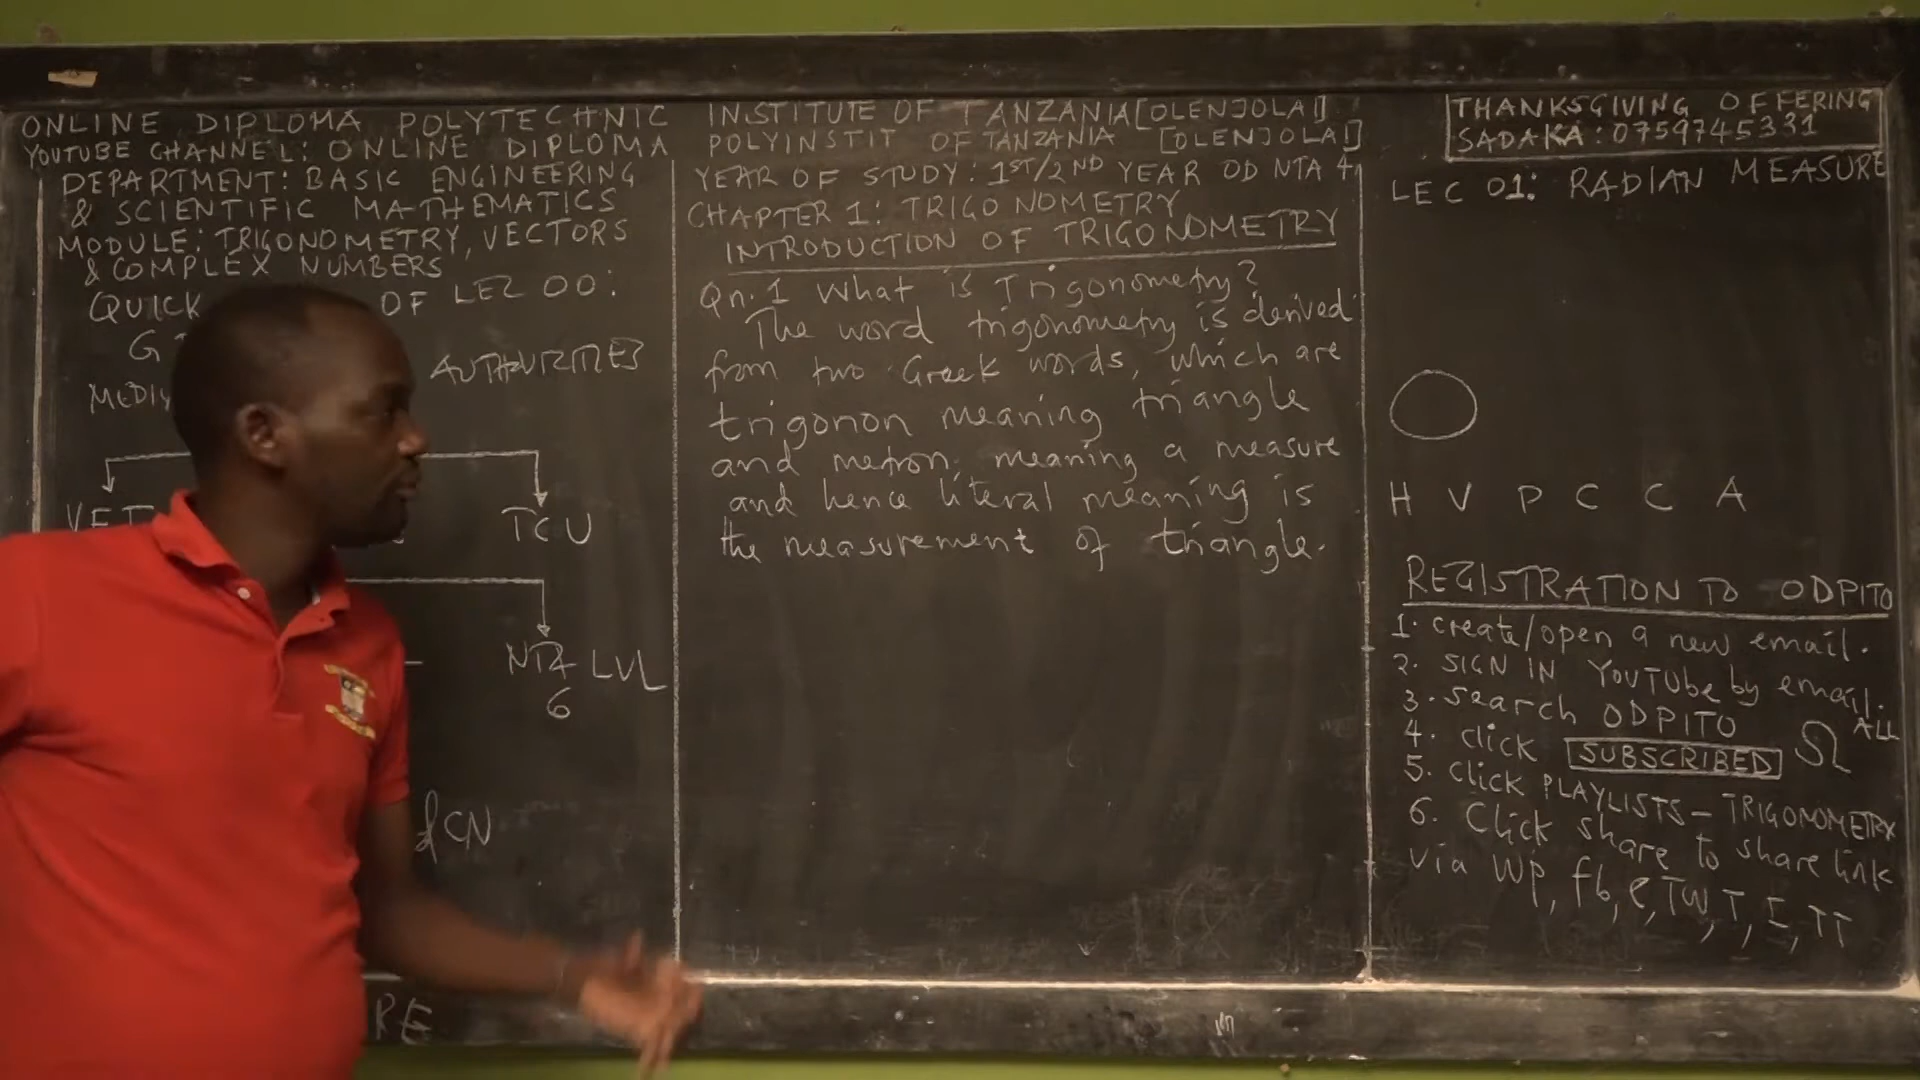 ONLINE DIPLOMA POLYTECHNIC INSTITUTE OF TANZANIA[OLENJOLAI]
YOUTUBE CHANNEL: ONLINE DIPLOMA POLYINSTIT OF TANZANIA [OLENJOLAI]
DEPARTMENT: BASIC ENGINEERING
& SCIENTIFIC MATHEMATICS
MODULE: TRIGONOMETRY, VECTORS
& COMPLEX NUMBERS
QUICK OF LEC 00:
AUTHORITIES
TCU
NTA LVL
6
&CN
RE
YEAR OF STUDY: 1ST/2ND YEAR OD NTA 4
CHAPTER 1: TRIGONOMETRY
INTRODUCTION OF TRIGONOMETRY
Qn. 1 What is Trigonometry?
The word trigonometry is derived
from two Greek words, which are
trigonon meaning triangle
and metron, meaning a measure
and hence literal meaning is
the measurement of triangle.
THANKSGIVING OFFERING
SADAKA: 0759745331
LEC 01: RADIAN MEASURE
H V P C C A
REGISTRATION TO ODPITO
1. create/open a new email.
2. SIGN IN YouTUbe by email.
3. Search ODPITO
4. click SUBSCRIBED ALL
5. Click PLAYLISTS - TRIGONOMETRY
6. Click share to share link
via Wp, fb, e, TW, T, I, TT